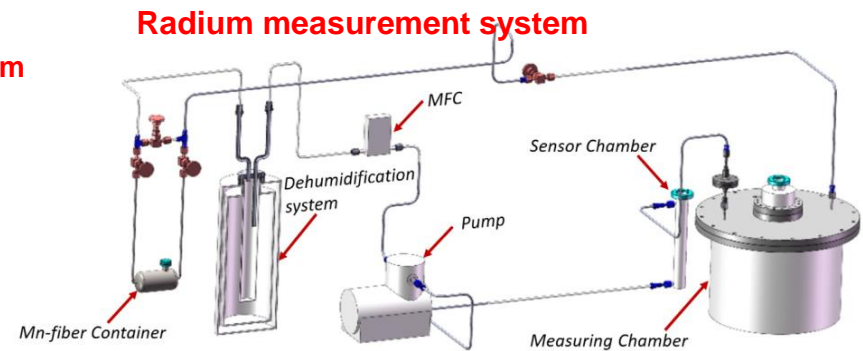 Radium measurement system
m
MFC
Sensor Chamber
Dehumidification
system
Pump
Mn-fiber Container
Measuring Chamber